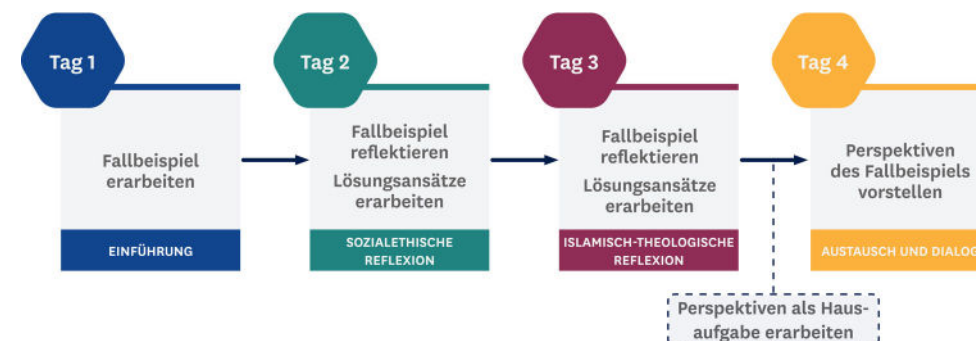 Tag 1
Fallbeispiel
erarbeiten
EINFÜHRUNG
Tag 2
Fallbeispiel
reflektieren
Lösungsansätze
erarbeiten
SOZIALETHISCHE
REFLEXION
Tag 3
Fallbeispiel
reflektieren
Lösungsansätze
erarbeiten
ISLAMISCH-THEOLOGISCHE
REFLEXION
Perspektiven als Haus-
aufgabe erarbeiten
Tag 4
Perspektiven
des Fallbeispiels
vorstellen
AUSTAUSCH UND DIALOG